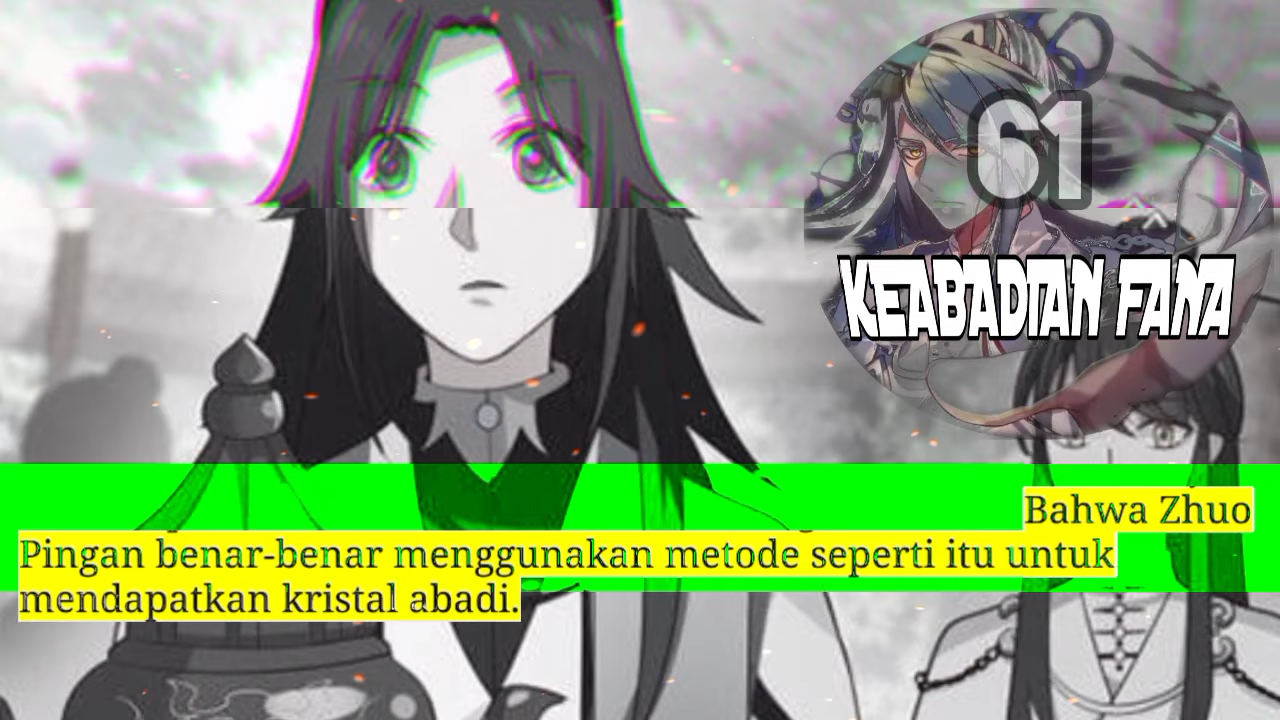 61
KEABADIAN FANA
Bahwa Zhuo
Pingan benar-benar menggunakan metode seperti itu untuk
mendapatkan kristal abadi.